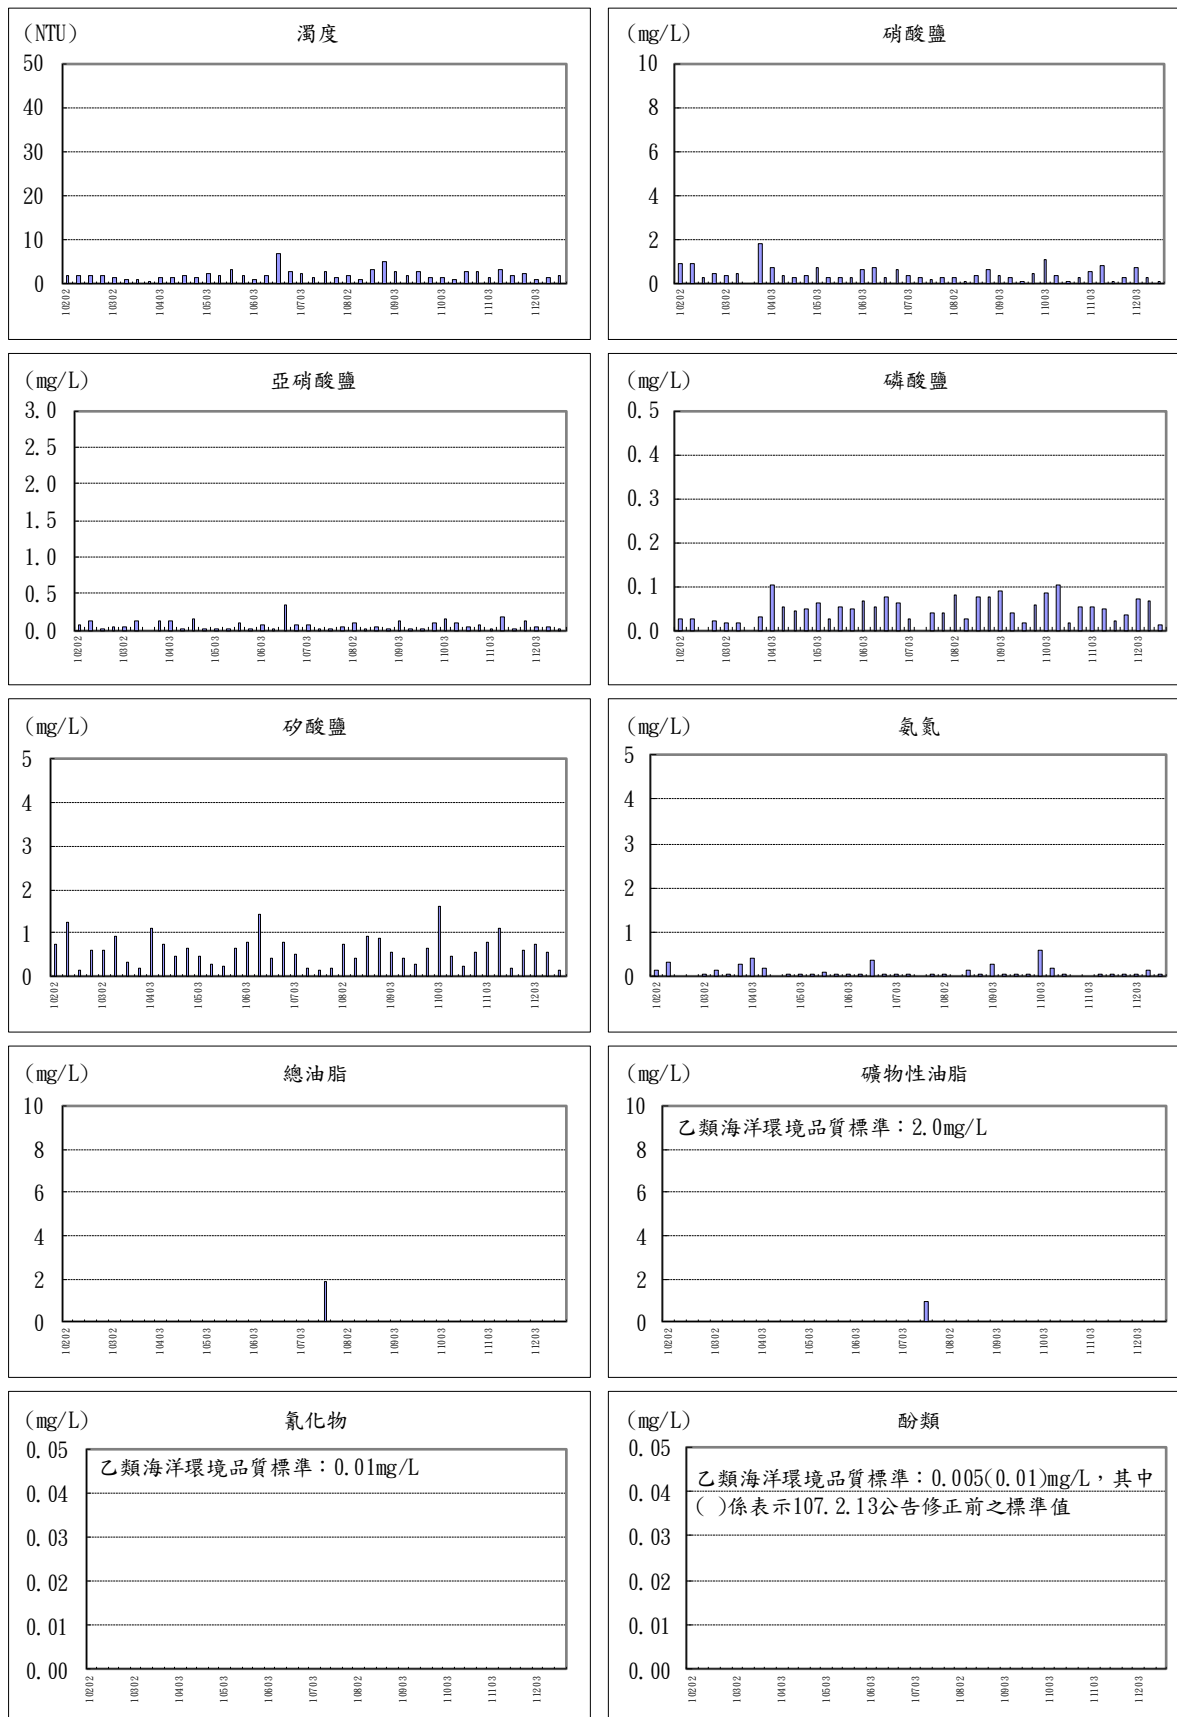 (NTU) 濁度
50
40
30
20
10
0
10202 10302 10403 10503 10603 10703 10802 10903 11003 11103 11203
(mg/L) 硝酸鹽
10
8
6
4
2
0
10202 10302 10403 10503 10603 10703 10802 10903 11003 11103 11203
(mg/L) 亞硝酸鹽
3.0
2.5
2.0
1.5
1.0
0.5
0.0
10202 10302 10403 10503 10603 10703 10802 10903 11003 11103 11203
(mg/L) 磷酸鹽
0.5
0.4
0.3
0.2
0.1
0.0
10202 10302 10403 10503 10603 10703 10802 10903 11003 11103 11203
(mg/L) 矽酸鹽
5
4
3
2
1
0
10202 10302 10403 10503 10603 10703 10802 10903 11003 11103 11203
(mg/L) 氨氮
5
4
3
2
1
0
10202 10302 10403 10503 10603 10703 10802 10903 11003 11103 11203
(mg/L) 總油脂
10
8
6
4
2
0
10202 10302 10403 10503 10603 10703 10802 10903 11003 11103 11203
(mg/L) 礦物性油脂
10
乙類海洋環境品質標準：2.0mg/L
8
6
4
2
0
10202 10302 10403 10503 10603 10703 10802 10903 11003 11103 11203
(mg/L) 氰化物
0.05
乙類海洋環境品質標準：0.01mg/L
0.04
0.03
0.02
0.01
0.00
10202 10302 10403 10503 10603 10703 10802 10903 11003 11103 11203
(mg/L) 酚類
0.05
乙類海洋環境品質標準：0.005(0.01)mg/L，其中
( )係表示107.2.13公告修正前之標準值
0.04
0.03
0.02
0.01
0.00
10202 10302 10403 10503 10603 10703 10802 10903 11003 11103 11203